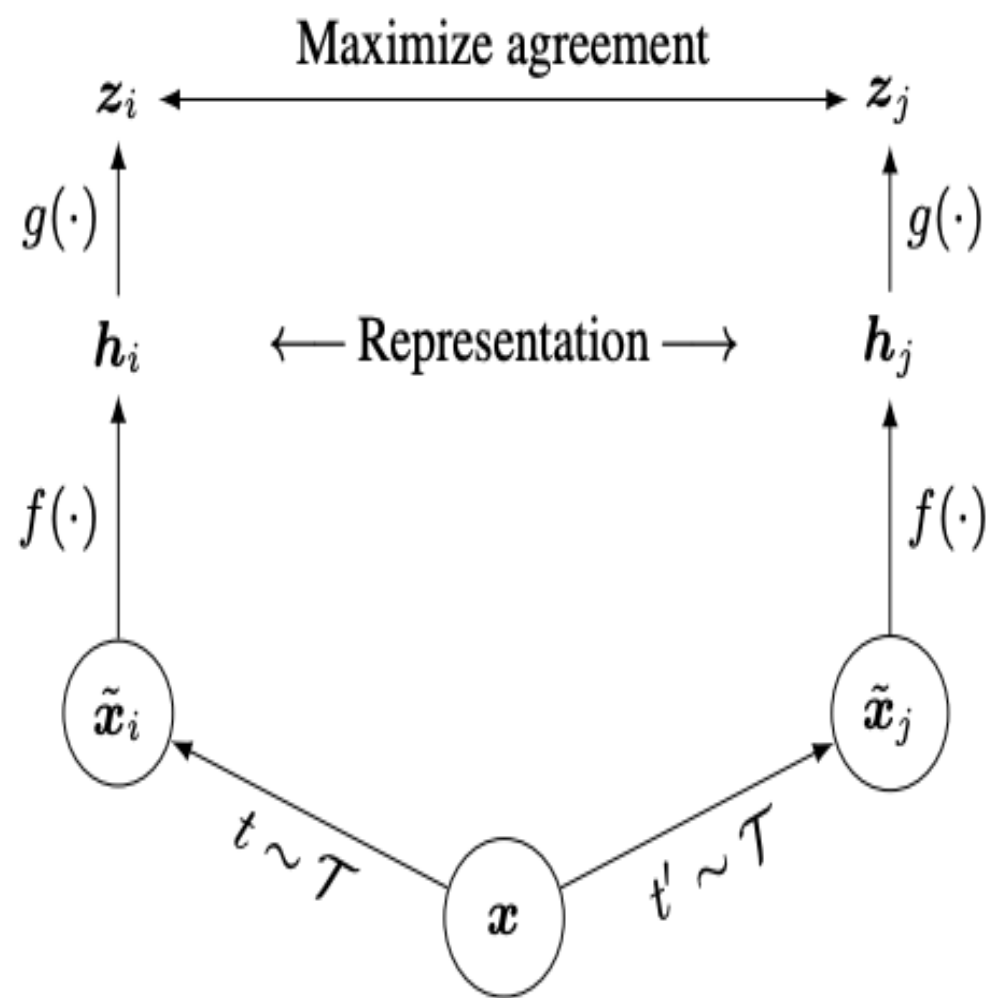 Maximize agreement
z_i z_j
g(·) g(·)
h_i ← Representation → h_j
f(·) f(·)
x̃_i x̃_j
t ~ 𝒯 t′ ~ 𝒯
x